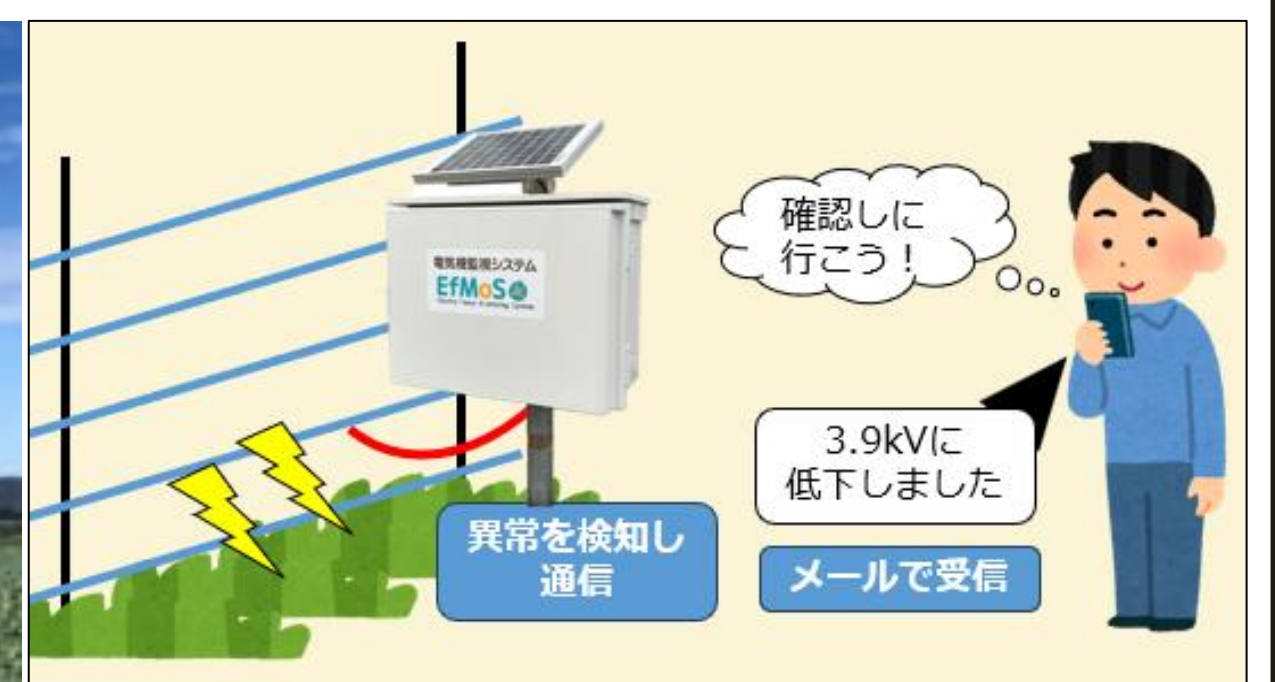 電気柵監視システム
EfMoS
確認しに
行こう！
3.9kVに
低下しました
異常を検知し
通信
メールで受信